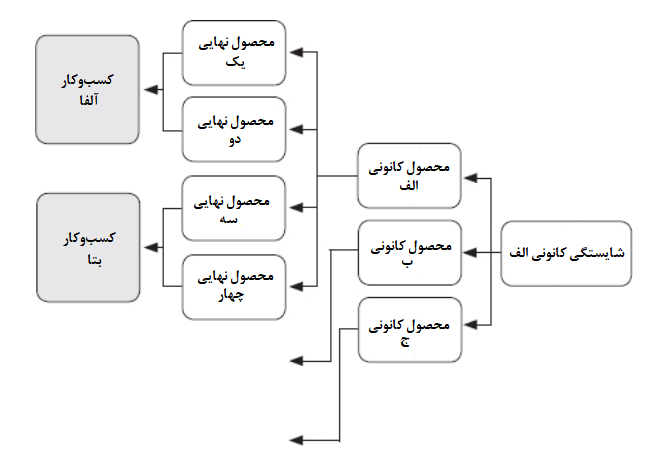 شایستگی کانونی الف
محصول کانونی
الف
محصول کانونی
ب
محصول کانونی
ج
محصول نهایی
یک
محصول نهایی
دو
محصول نهایی
سه
محصول نهایی
چهار
کسب‌وکار
آلفا
کسب‌وکار
بتا